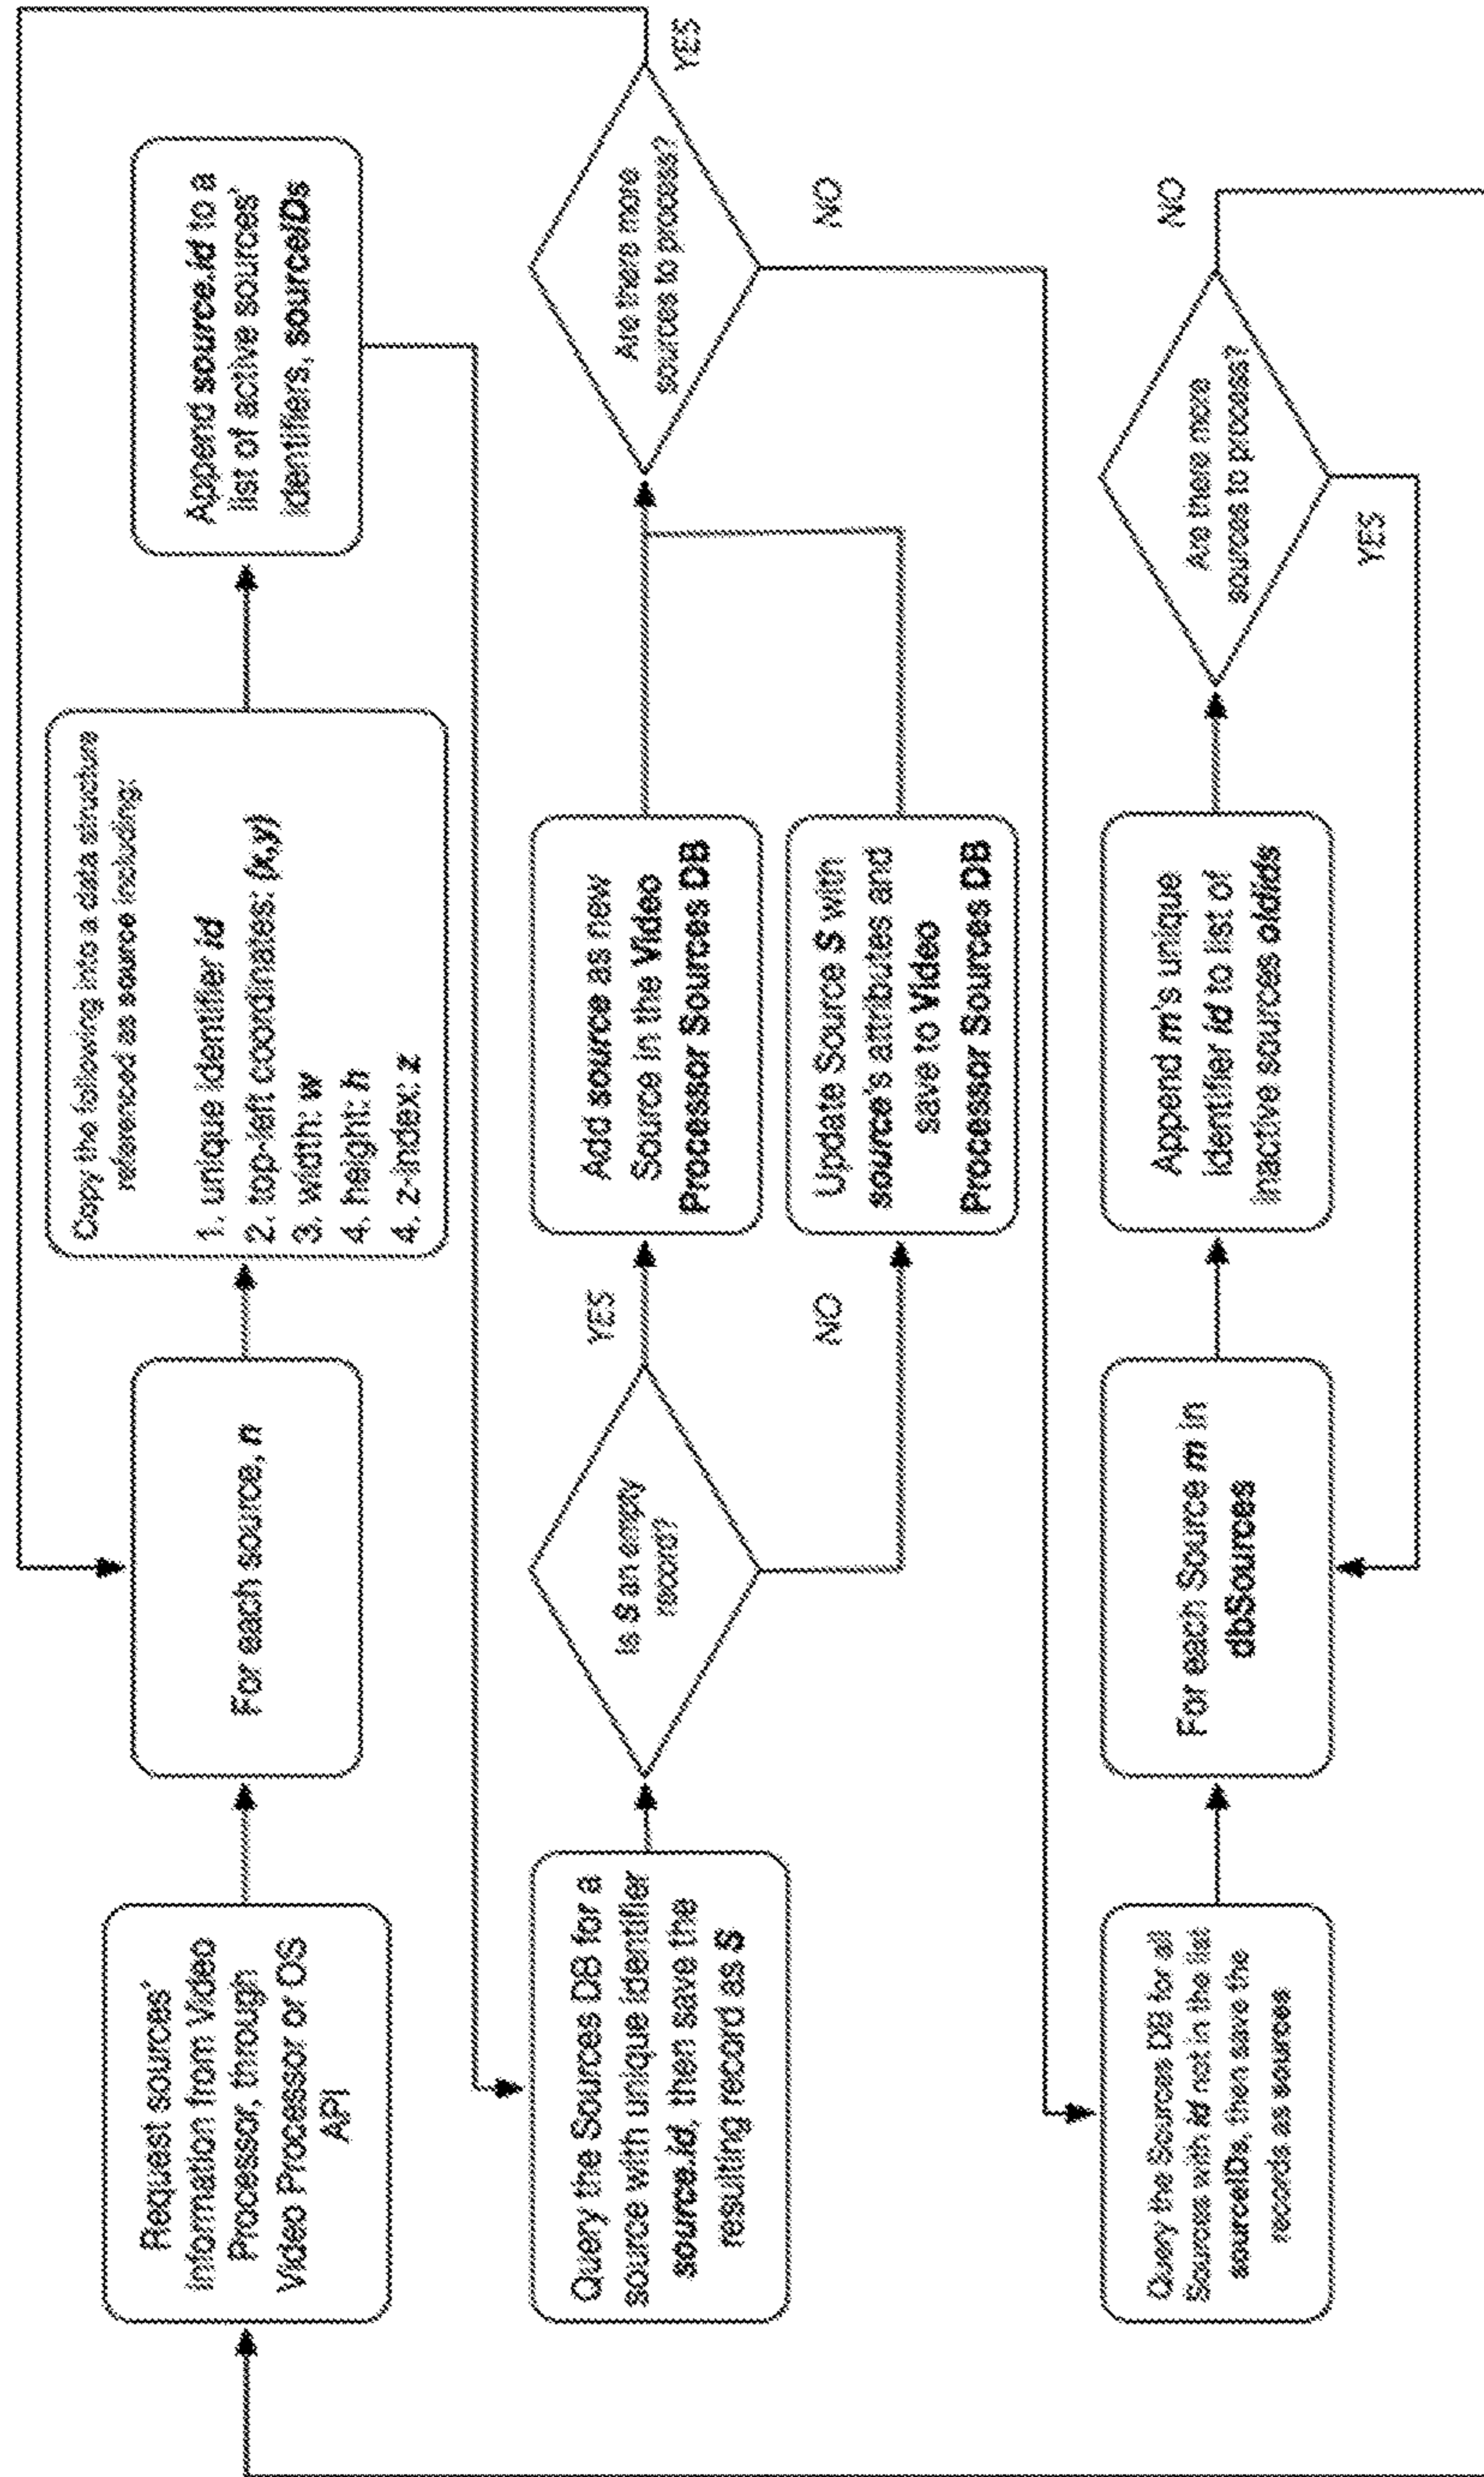 Request sources'
information from Video
Processor, through
Video Processor or OS
API
For each source, n
Copy the following into a data structure
referenced as source including:
1. unique identifier id
2. top-left coordinates: (x,y)
3. width: w
4. height: h
4. z-index: z
Append source.id to a
list of active sources'
identifiers, sourceIDs
Query the Sources DB for a
source with unique identifier
source.id, then save the
resulting record as S
Is S an empty
record?
YES
NO
Add source as new
Source in the Video
Processor Sources DB
Update Source S with
source's attributes and
save to Video
Processor Sources DB
Are there more
sources to process?
YES
NO
Query the Sources DB for all
Sources with id not in the list
sourceIDs, then save the
records as sources
For each Source m in
dbSources
Append m's unique
identifier id to list of
inactive sources oldids
Are there more
sources to process?
NO
YES